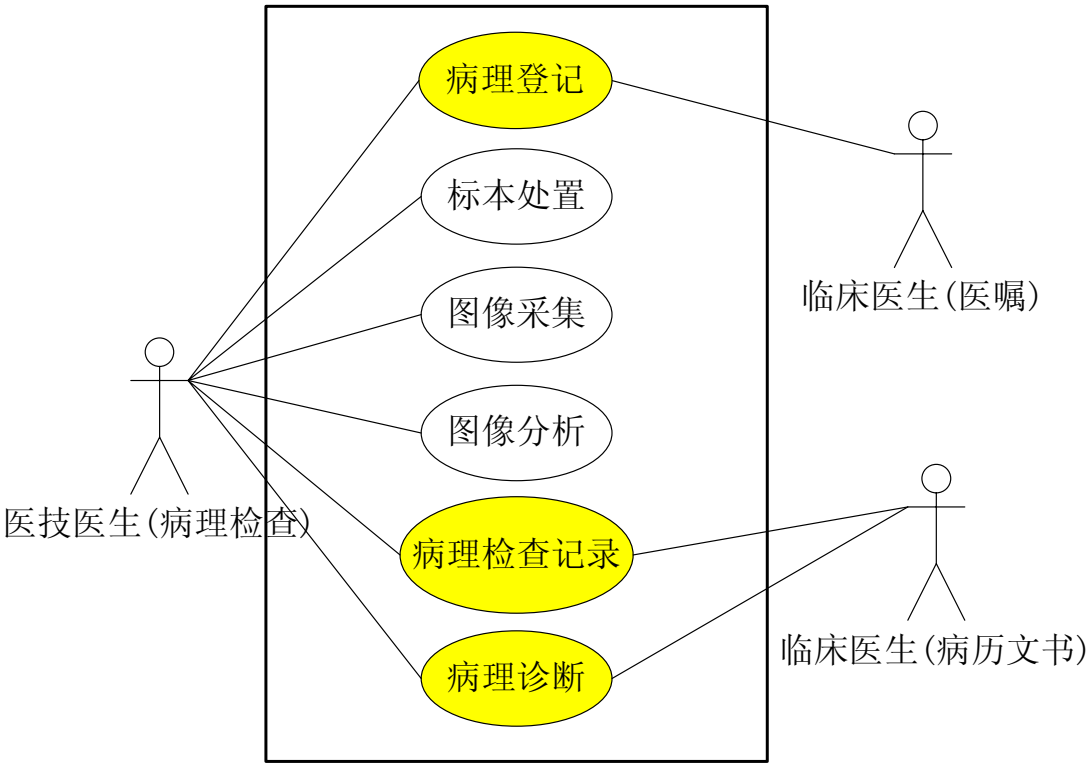 病理登记
标本处置
临床医生(医嘱)
图像采集
图像分析
医技医生(病理检查)
病理检查记录
临床医生(病历文书)
病理诊断